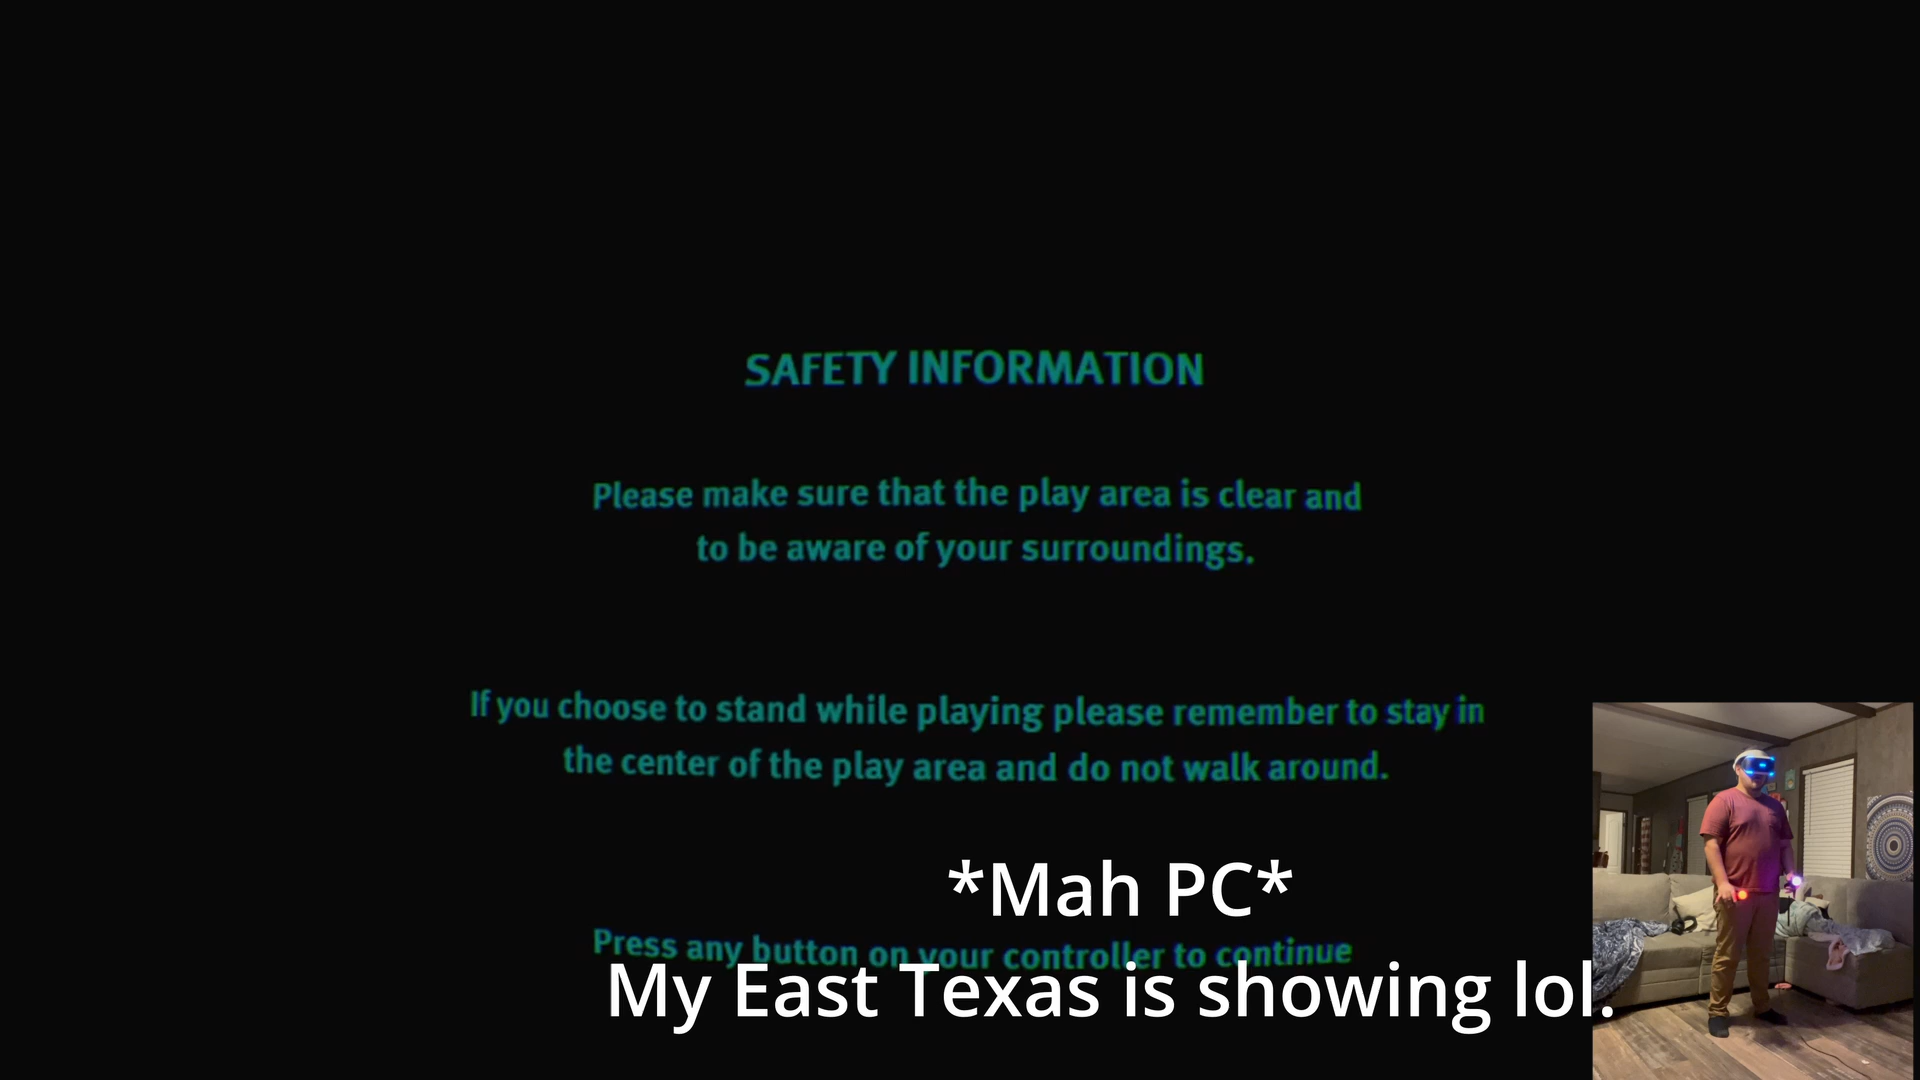 SAFETY INFORMATION
Please make sure that the play area is clear and
to be aware of your surroundings.
If you choose to stand while playing please remember to stay in
the center of the play area and do not walk around.
*Mah PC*
Press any button on your controller to continue
My East Texas is showing lol.